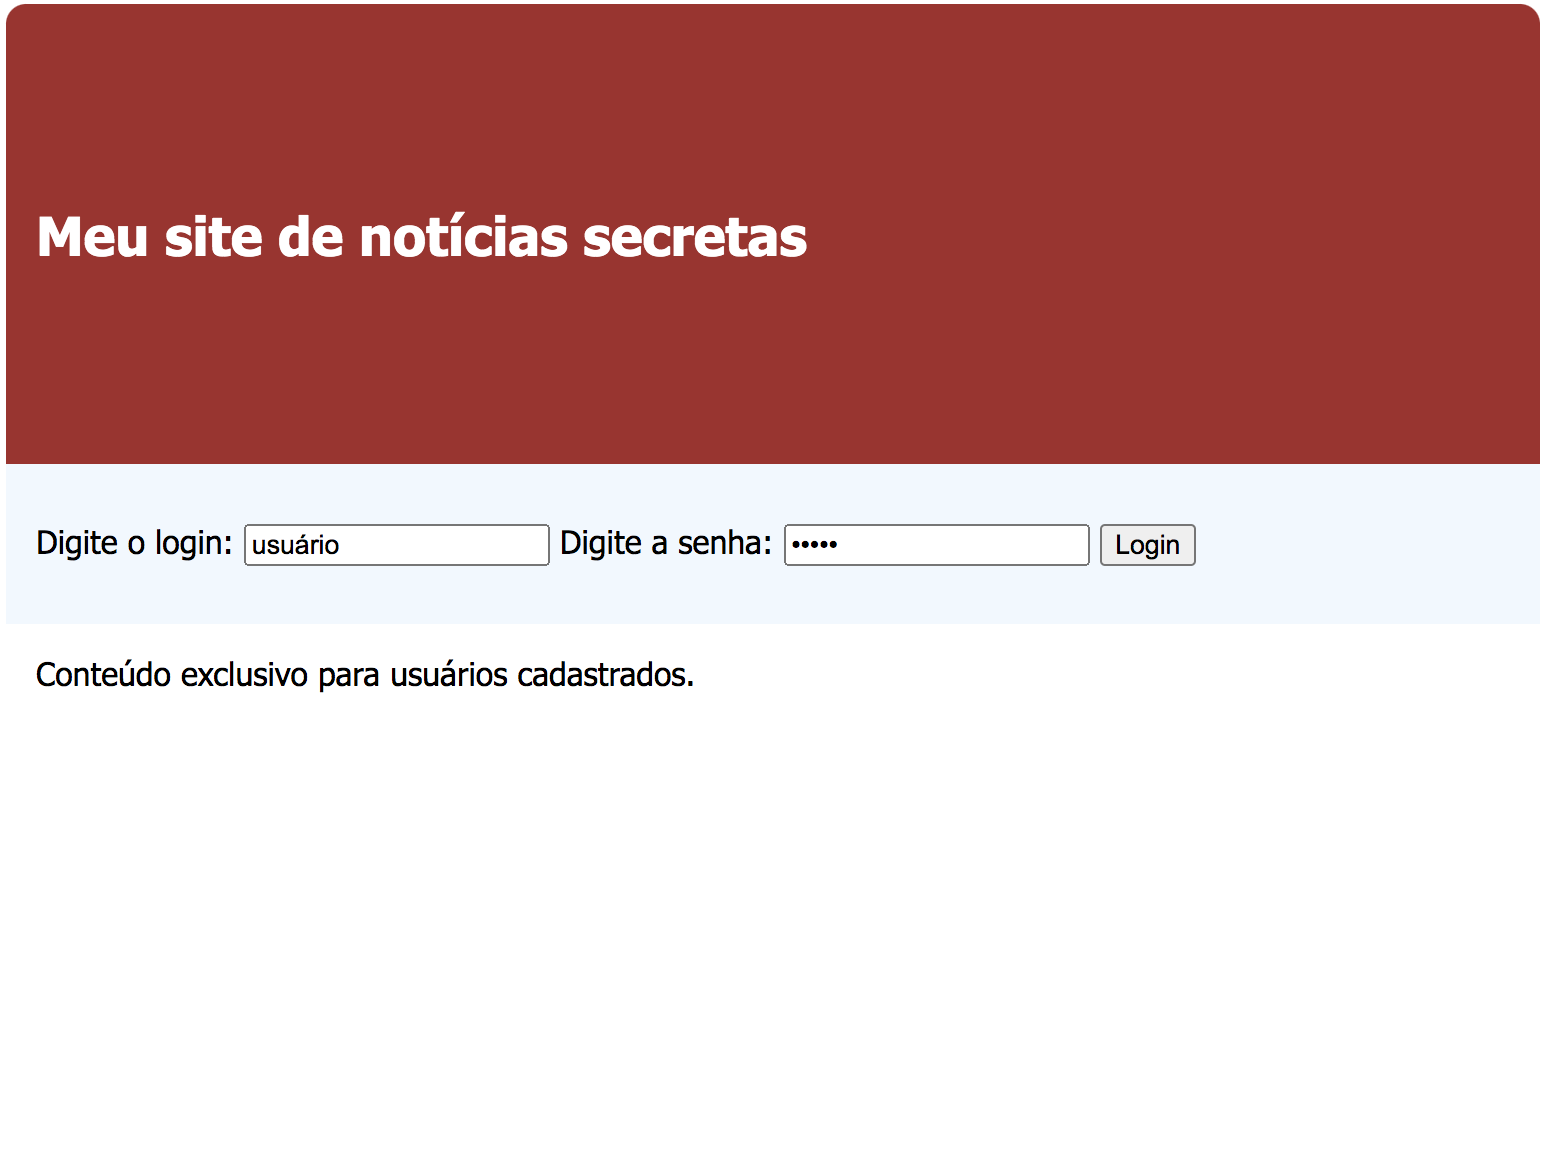 Meu site de notícias secretas
Digite o login: usuário Digite a senha: ••••• Login
Conteúdo exclusivo para usuários cadastrados.